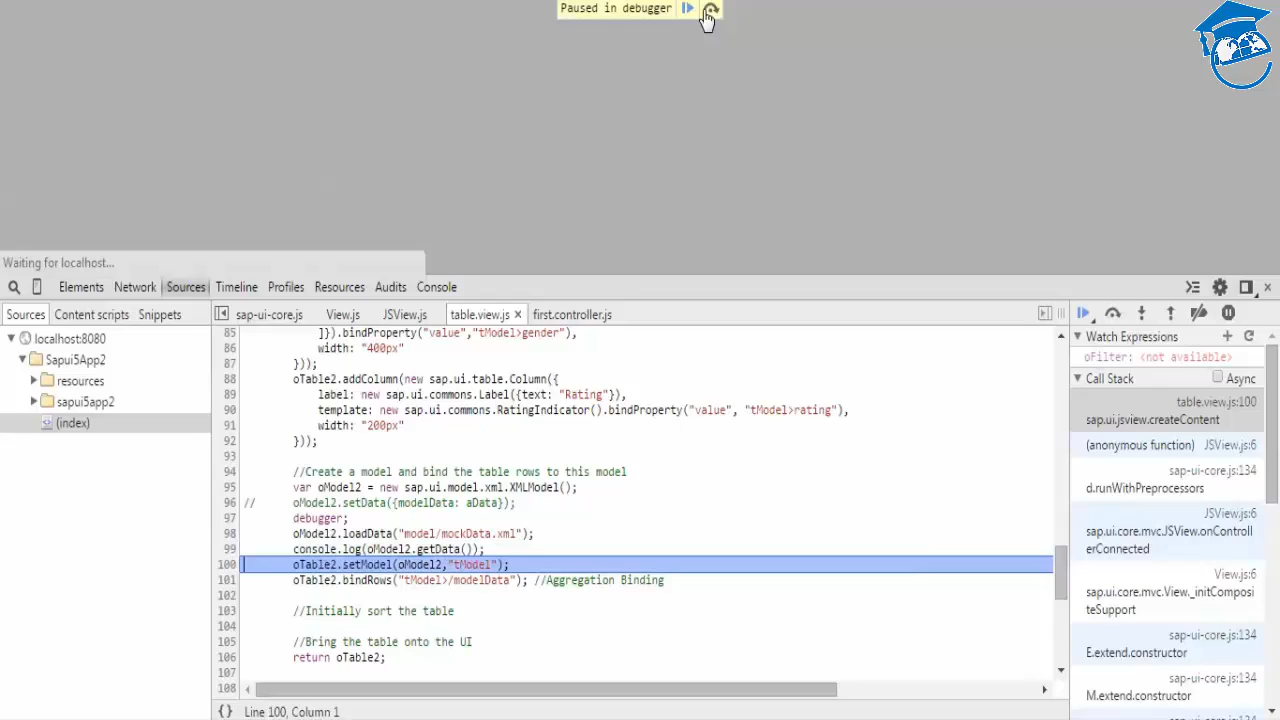 Paused in debugger
Waiting for localhost...
Elements Network Sources Timeline Profiles Resources Audits Console
Sources Content scripts Snippets
sap-ui-core.js View.js JSView.js table.view.js × first.controller.js
localhost:8080
Sapui5App2
resources
sapui5app2
(index)
85 ]}).bindProperty("value","tModel>gender"),
86 width: "400px"
87 }));
88 oTable2.addColumn(new sap.ui.table.Column({
89 label: new sap.ui.commons.Label({text: "Rating"}),
90 template: new sap.ui.commons.RatingIndicator().bindProperty("value", "tModel>rating"),
91 width: "200px"
92 }));
93
94 //Create a model and bind the table rows to this model
95 var oModel2 = new sap.ui.model.xml.XMLModel();
96 // oModel2.setData({modelData: aData});
97 debugger;
98 oModel2.loadData("model/mockData.xml");
99 console.log(oModel2.getData());
100 oTable2.setModel(oModel2,"tModel");
101 oTable2.bindRows("tModel>/modelData"); //Aggregation Binding
102
103 //Initially sort the table
104
105 //Bring the table onto the UI
106 return oTable2;
107
108
{} Line 100, Column 1
Watch Expressions
oFilter: <not available>
Call Stack Async
table.view.js:100
sap.ui.jsview.createContent
(anonymous function) JSView.js:6
sap-ui-core.js:134
d.runWithPreprocessors
JSView.js:6
sap.ui.core.mvc.JSView.onControll
erConnected
View.js:6
sap.ui.core.mvc.View._initCompos
iteSupport
sap-ui-core.js:134
E.extend.constructor
sap-ui-core.js:134
M.extend.constructor
sap-ui-core.js:134